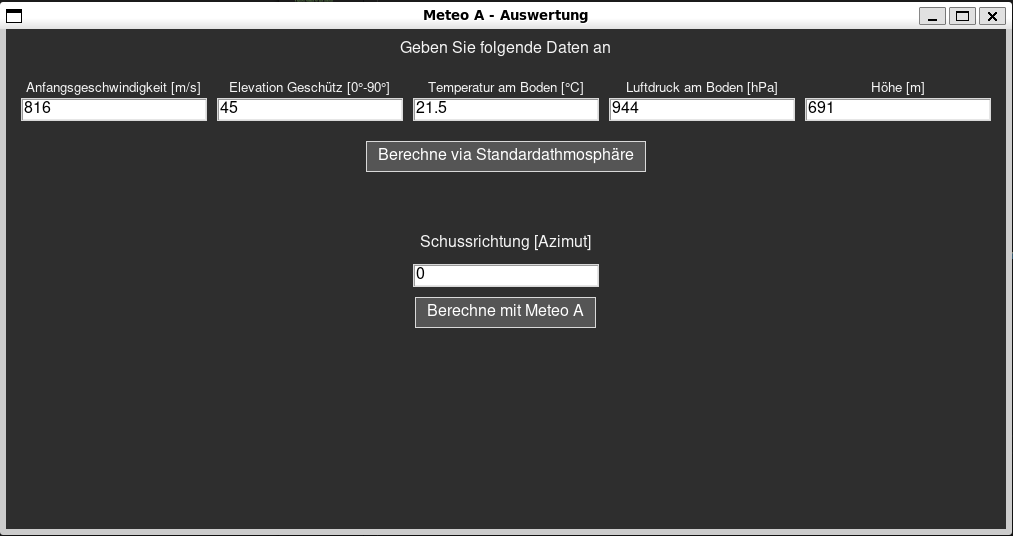 Meteo A - Auswertung
Geben Sie folgende Daten an
Anfangsgeschwindigkeit [m/s] Elevation Geschütz [0°-90°] Temperatur am Boden [°C] Luftdruck am Boden [hPa] Höhe [m]
816 45 21.5 944 691
Berechne via Standardathmosphäre
Schussrichtung [Azimut]
0
Berechne mit Meteo A